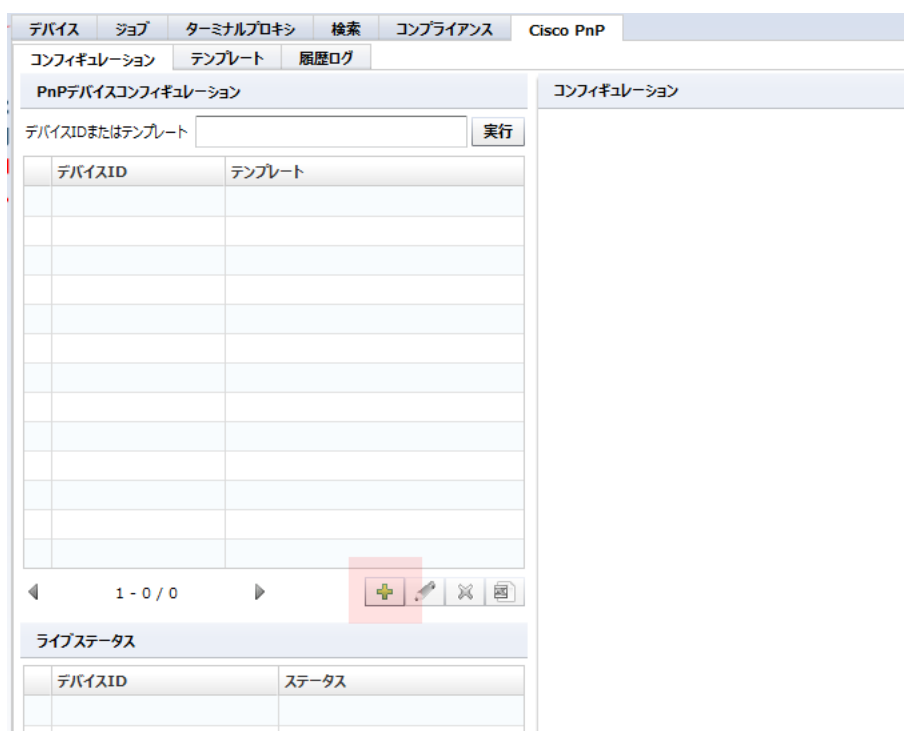 デバイス ジョブ ターミナルプロキシ 検索 コンプライアンス Cisco PnP
コンフィギュレーション テンプレート 履歴ログ
PnPデバイスコンフィギュレーション
コンフィギュレーション
デバイスIDまたはテンプレート 実行
デバイスID テンプレート
1 - 0 / 0
ライブステータス
デバイスID ステータス